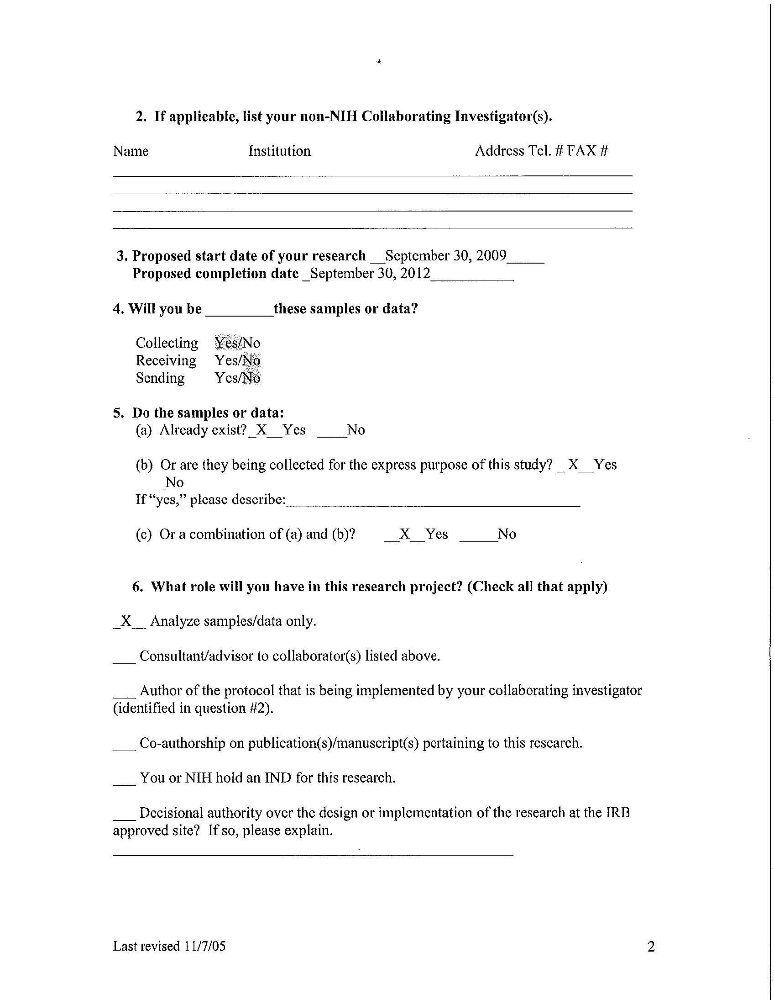 2. If applicable, list your non-NIH Collaborating Investigator(s).
Name Institution Address Tel. # FAX #
3. Proposed start date of your research __September 30, 2009_____
Proposed completion date _September 30, 2012___________
4. Will you be _________these samples or data?
Collecting Yes/No
Receiving Yes/No
Sending Yes/No
5. Do the samples or data:
(a) Already exist?_X__Yes ____No
(b) Or are they being collected for the express purpose of this study? _ X__Yes
____No
If “yes,” please describe:_______________________________________
(c) Or a combination of (a) and (b)? __X__Yes _____No
6. What role will you have in this research project? (Check all that apply)
_X__ Analyze samples/data only.
___ Consultant/advisor to collaborator(s) listed above.
___ Author of the protocol that is being implemented by your collaborating investigator
(identified in question #2).
___ Co-authorship on publication(s)/manuscript(s) pertaining to this research.
___ You or NIH hold an IND for this research.
___ Decisional authority over the design or implementation of the research at the IRB
approved site? If so, please explain.
Last revised 11/7/05 2